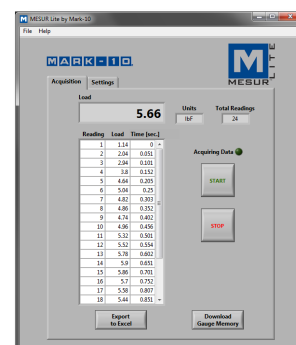 MESUR Lite by Mark-10
File Help
MARK-10
M
MESUR
LITE
Acquisition Settings
Load
5.66
Units
lbF
Total Readings
24
Reading Load Time [sec.]
1 1.14 0
2 2.04 0.051
3 2.94 0.101
4 3.8 0.152
5 4.64 0.205
6 5.04 0.25
7 4.82 0.303
8 4.86 0.352
9 4.74 0.402
10 4.96 0.456
11 5.32 0.501
12 5.52 0.554
13 5.78 0.602
14 5.9 0.651
15 5.86 0.701
16 5.7 0.752
17 5.58 0.807
18 5.44 0.851
Acquiring Data
START
STOP
Export
to Excel
Download
Gauge Memory